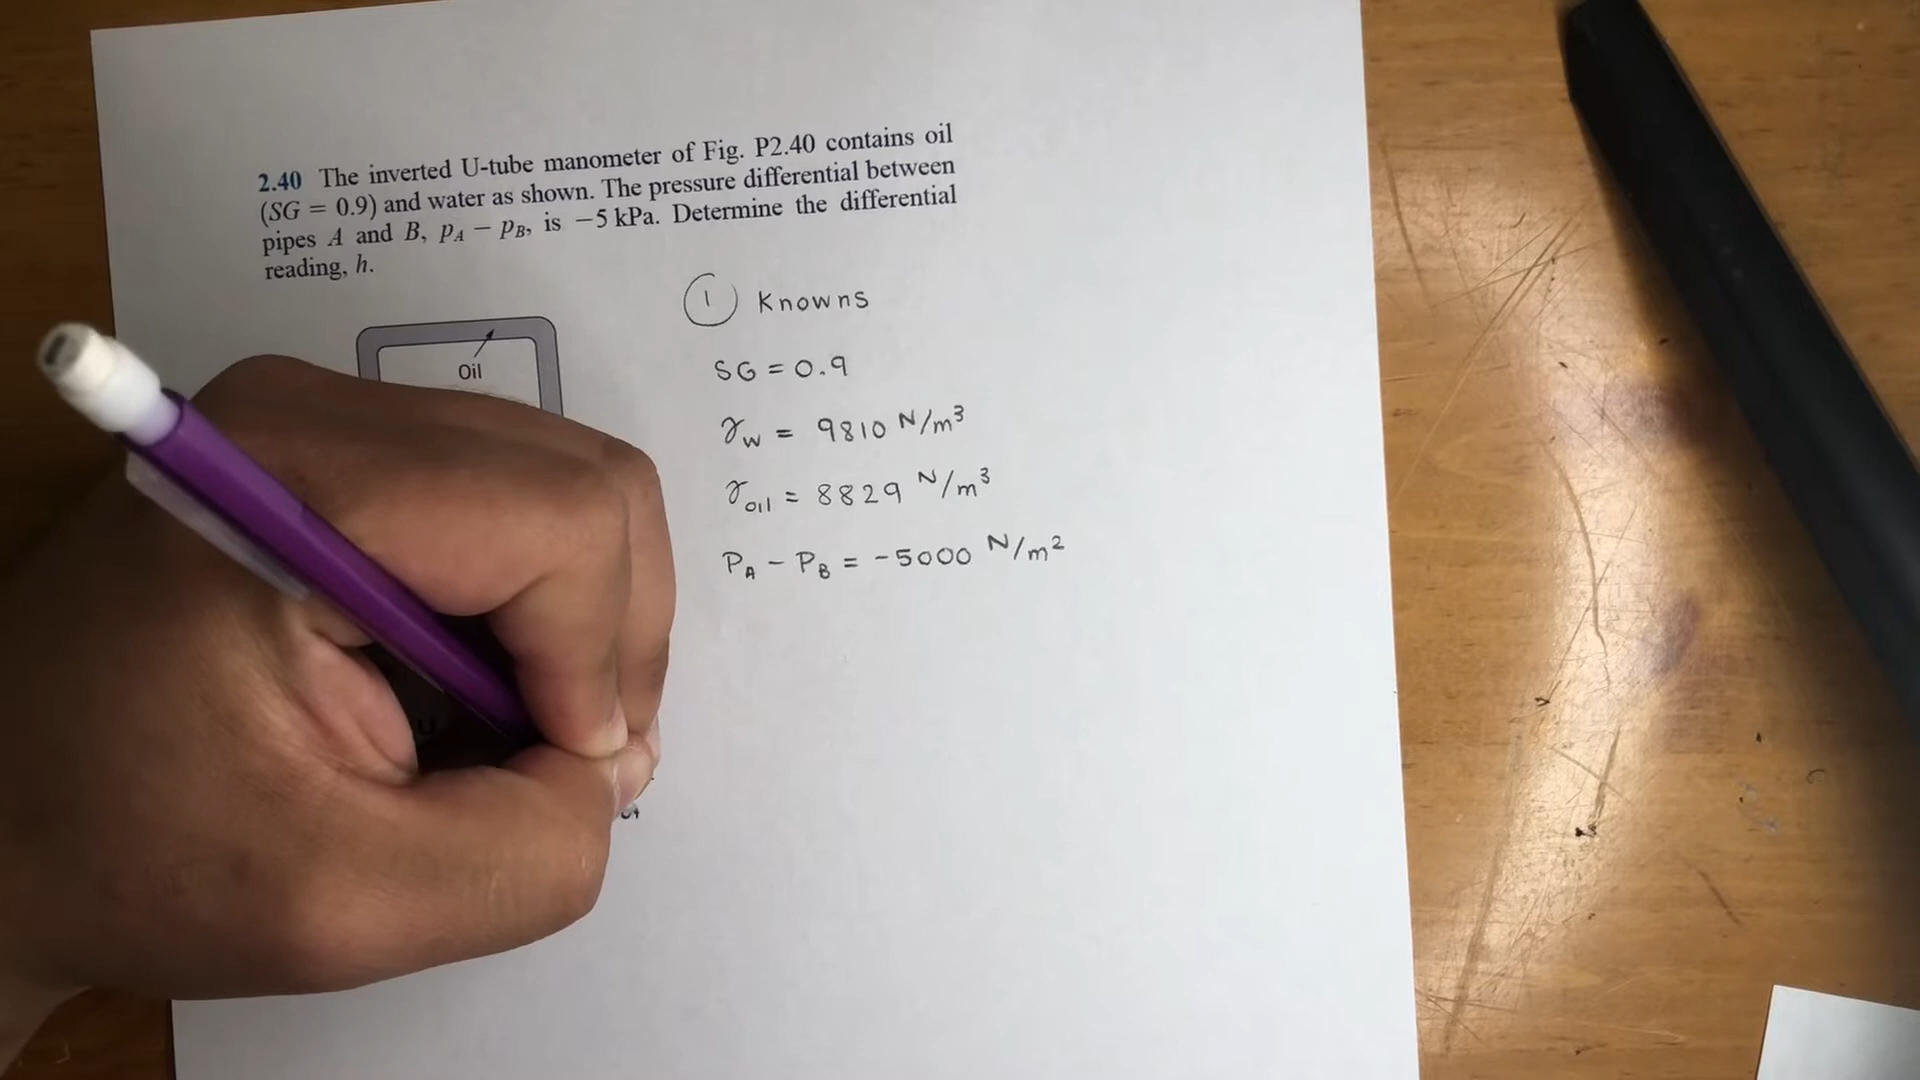 2.40 The inverted U-tube manometer of Fig. P2.40 contains oil
(SG = 0.9) and water as shown. The pressure differential between
pipes A and B, pA − pB, is −5 kPa. Determine the differential
reading, h.
Oil
① Knowns
SG = 0.9
γw = 9810 N/m³
γoil = 8829 N/m³
PA − PB = −5000 N/m²